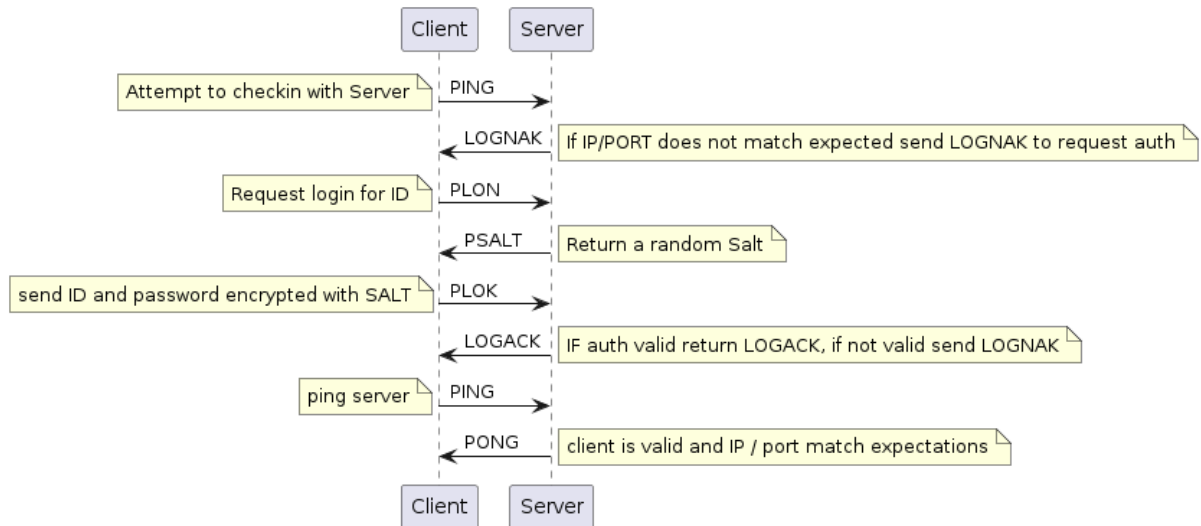 Client Server
Attempt to checkin with Server PING
LOGNAK If IP/PORT does not match expected send LOGNAK to request auth
Request login for ID PLON
PSALT Return a random Salt
send ID and password encrypted with SALT PLOK
LOGACK IF auth valid return LOGACK, if not valid send LOGNAK
ping server PING
PONG client is valid and IP / port match expectations
Client Server